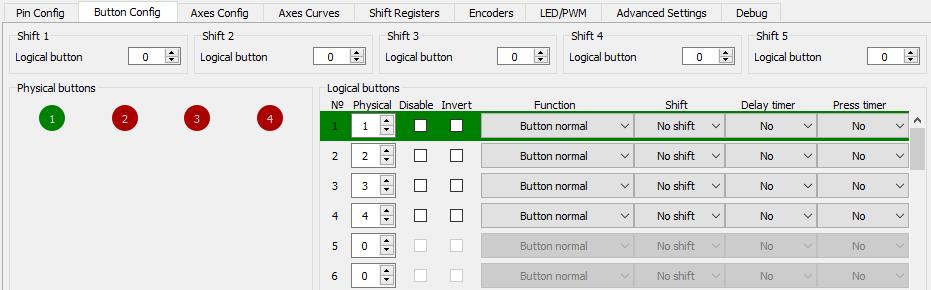 Pin Config Button Config Axes Config Axes Curves Shift Registers Encoders LED/PWM Advanced Settings Debug
Shift 1 Shift 2 Shift 3 Shift 4 Shift 5
Logical button 0 Logical button 0 Logical button 0 Logical button 0 Logical button 0
Physical buttons Logical buttons
Nº Physical Disable Invert Function Shift Delay timer Press timer
1 2 3 4
1 1 Button normal No shift No No
2 2 Button normal No shift No No
3 3 Button normal No shift No No
4 4 Button normal No shift No No
5 0 Button normal No shift No No
6 0 Button normal No shift No No